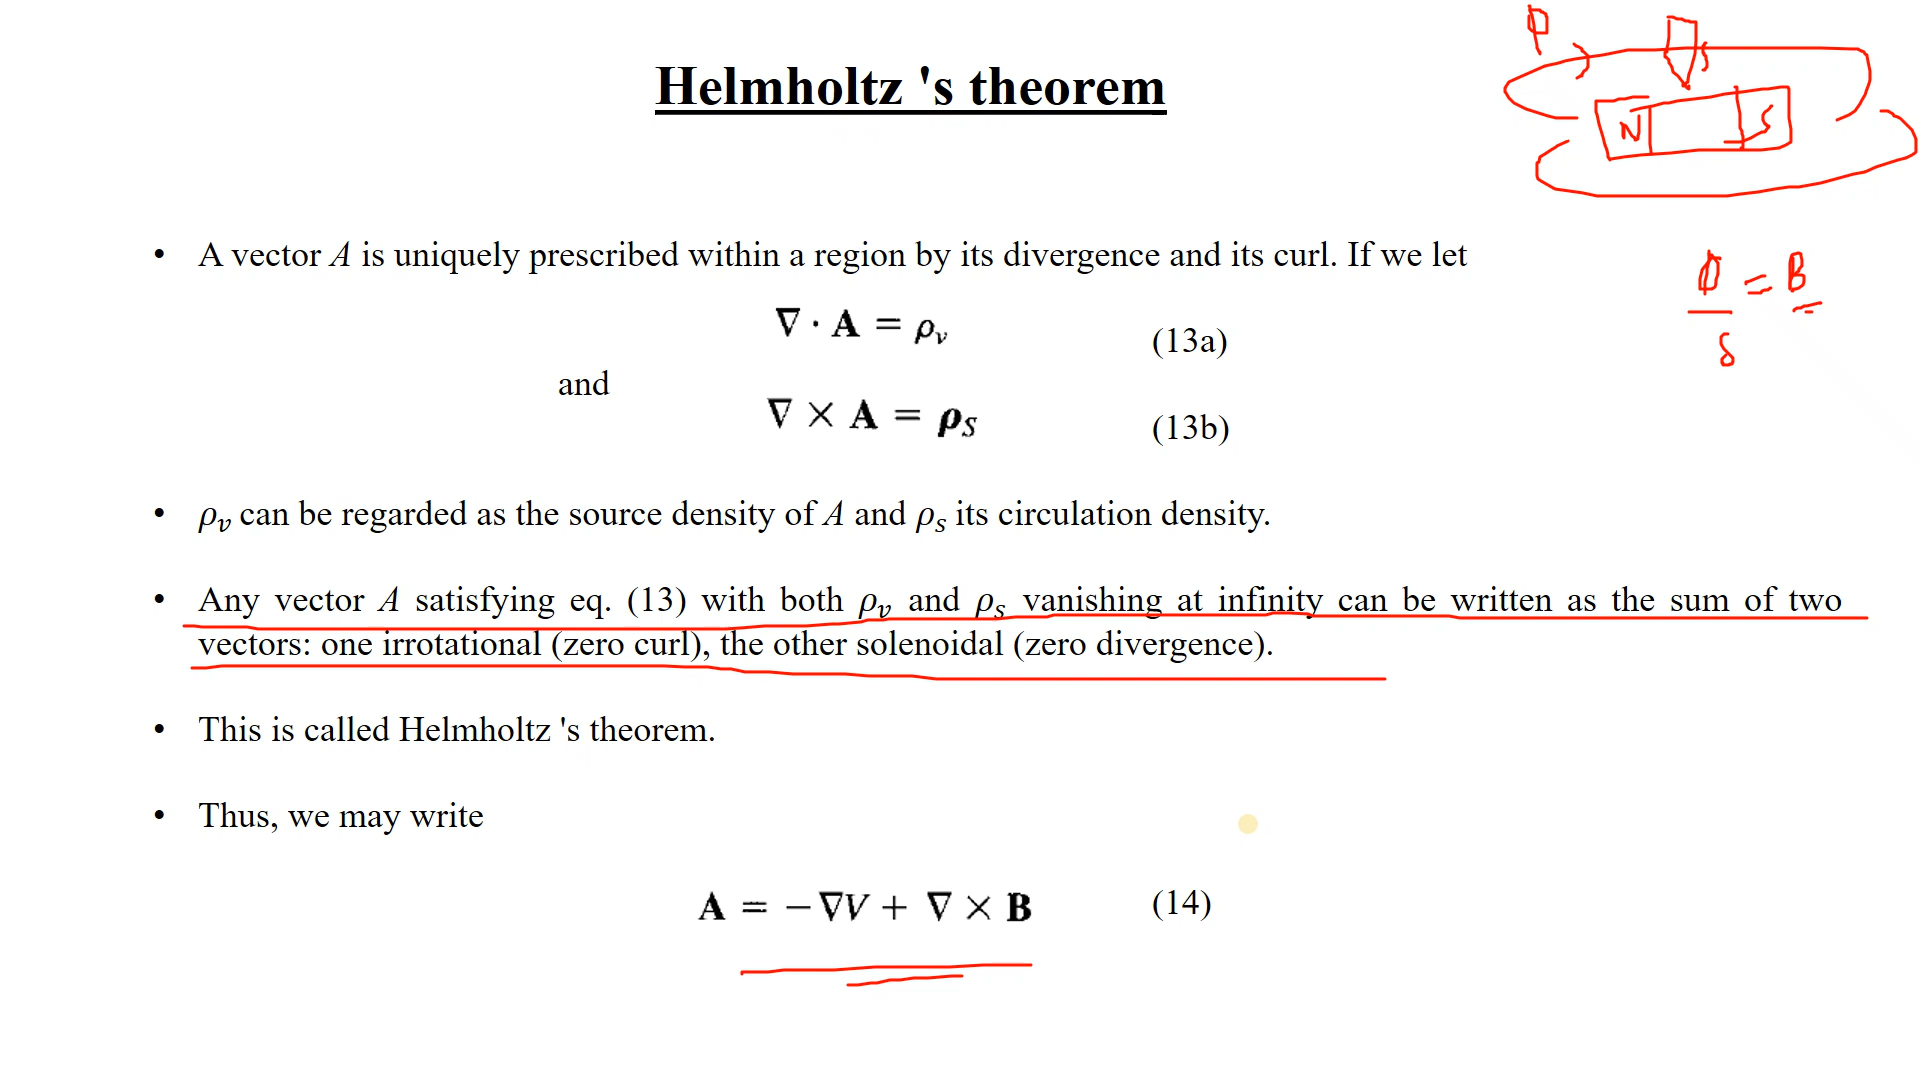 Helmholtz 's theorem
N S
• A vector A is uniquely prescribed within a region by its divergence and its curl. If we let
ϕ/s = B
∇ · A = ρv (13a)
and
∇ × A = ρS (13b)
• ρv can be regarded as the source density of A and ρs its circulation density.
• Any vector A satisfying eq. (13) with both ρv and ρs vanishing at infinity can be written as the sum of two
vectors: one irrotational (zero curl), the other solenoidal (zero divergence).
• This is called Helmholtz 's theorem.
• Thus, we may write
A = −∇V + ∇ × B (14)